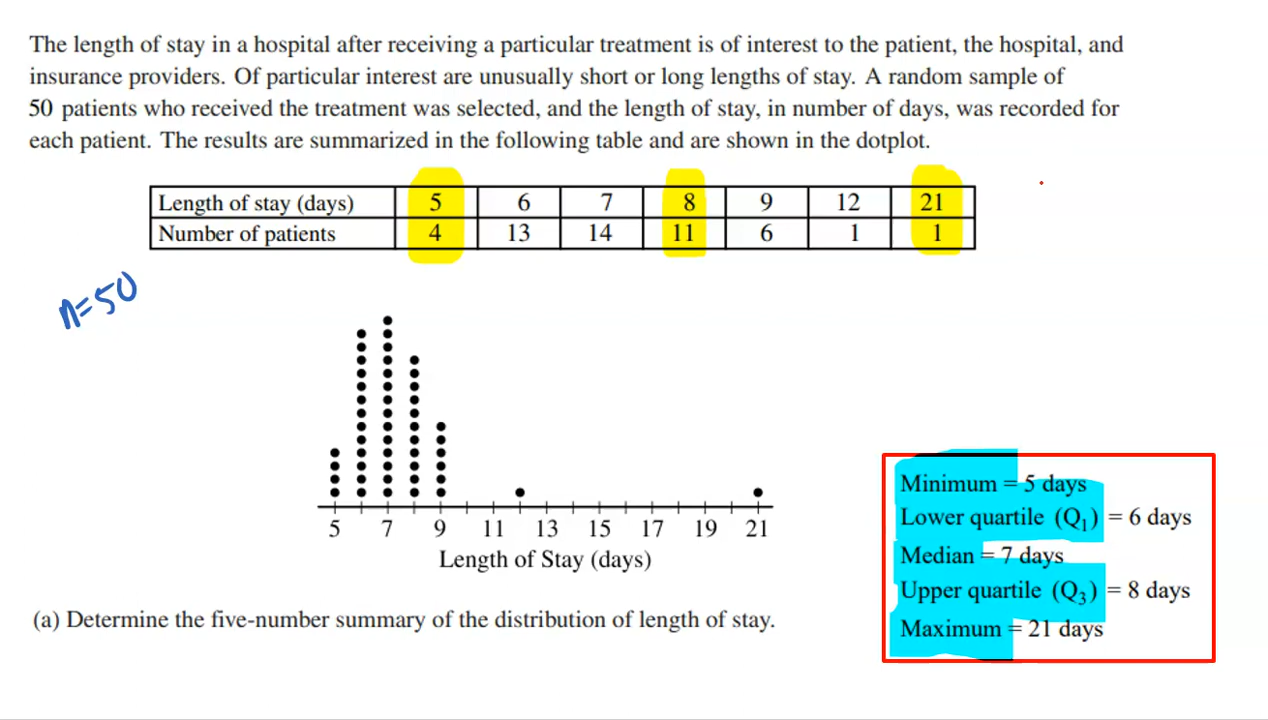 The length of stay in a hospital after receiving a particular treatment is of interest to the patient, the hospital, and
insurance providers. Of particular interest are unusually short or long lengths of stay. A random sample of
50 patients who received the treatment was selected, and the length of stay, in number of days, was recorded for
each patient. The results are summarized in the following table and are shown in the dotplot.
Length of stay (days) 5 6 7 8 9 12 21
Number of patients 4 13 14 11 6 1 1
n=50
5 7 9 11 13 15 17 19 21
Length of Stay (days)
Minimum = 5 days
Lower quartile (Q₁) = 6 days
Median = 7 days
Upper quartile (Q₃) = 8 days
Maximum = 21 days
(a) Determine the five-number summary of the distribution of length of stay.